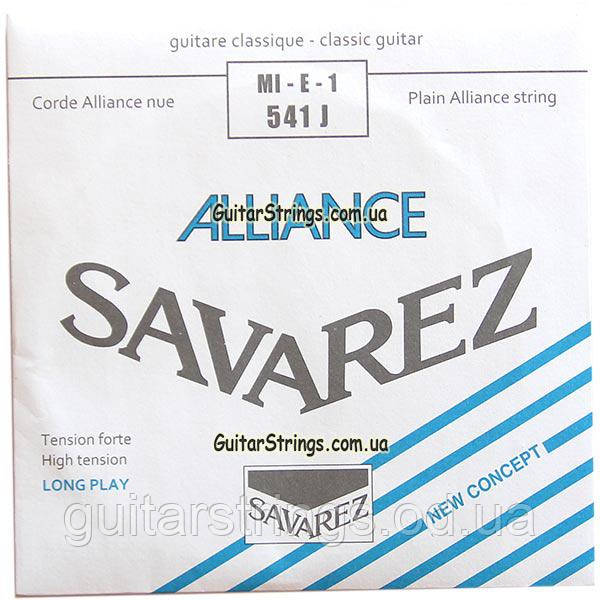 guitare classique - classic guitar
MI - E - 1
541 J
Corde Alliance nue
Plain Alliance string
ALLIANCE
GuitarStrings.com.ua
SAVAREZ
GuitarStrings.com.ua
Tension forte
High tension
LONG PLAY
NEW CONCEPT
SAVAREZ
guitarstrings.od.ua